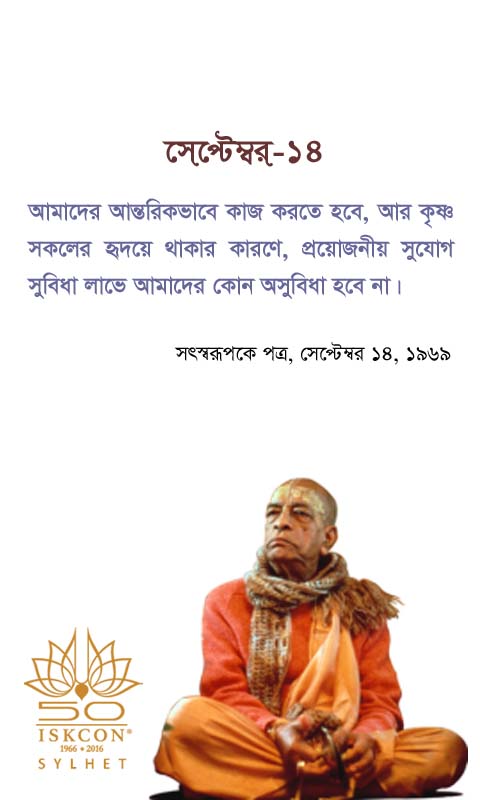 সেপ্টেম্বর-১৪
আমাদের আন্তরিকভাবে কাজ করতে হবে, আর কৃষ্ণ
সকলের হৃদয়ে থাকার কারণে, প্রয়োজনীয় সুযোগ
সুবিধা লাভে আমাদের কোন অসুবিধা হবে না।
সৎস্বরূপকে পত্র, সেপ্টেম্বর ১৪, ১৯৬৯
50
ISKCON®
1966 • 2016
SYLHET